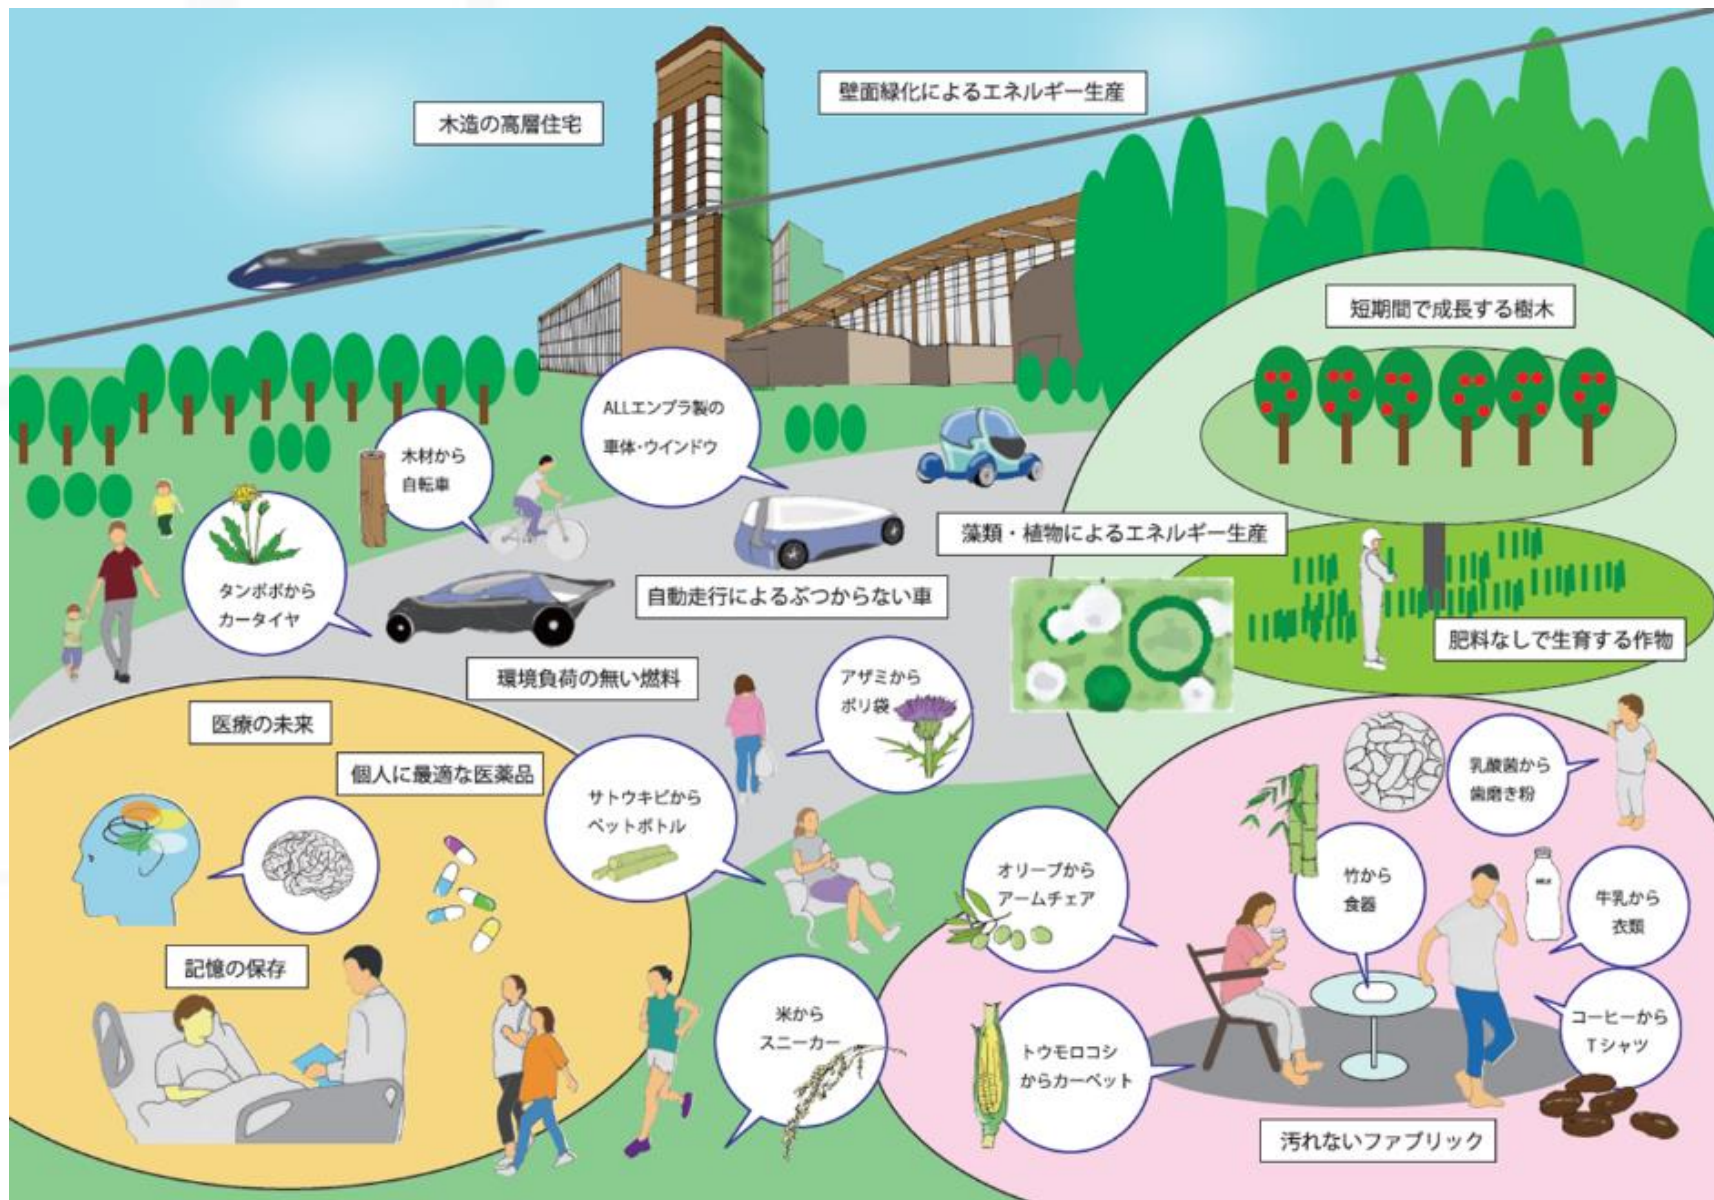 壁面緑化によるエネルギー生産
木造の高層住宅
短期間で成長する樹木
ALLエンプラ製の
車体・ウインドウ
木材から
自転車
藻類・植物によるエネルギー生産
タンポポから
カータイヤ
自動走行によるぶつからない車
肥料なしで生育する作物
環境負荷の無い燃料
アザミから
ポリ袋
医療の未来
個人に最適な医薬品
サトウキビから
ペットボトル
乳酸菌から
歯磨き粉
オリーブから
アームチェア
竹から
食器
MILK
牛乳から
衣類
記憶の保存
米から
スニーカー
トウモロコシ
からカーペット
コーヒーから
Tシャツ
汚れないファブリック